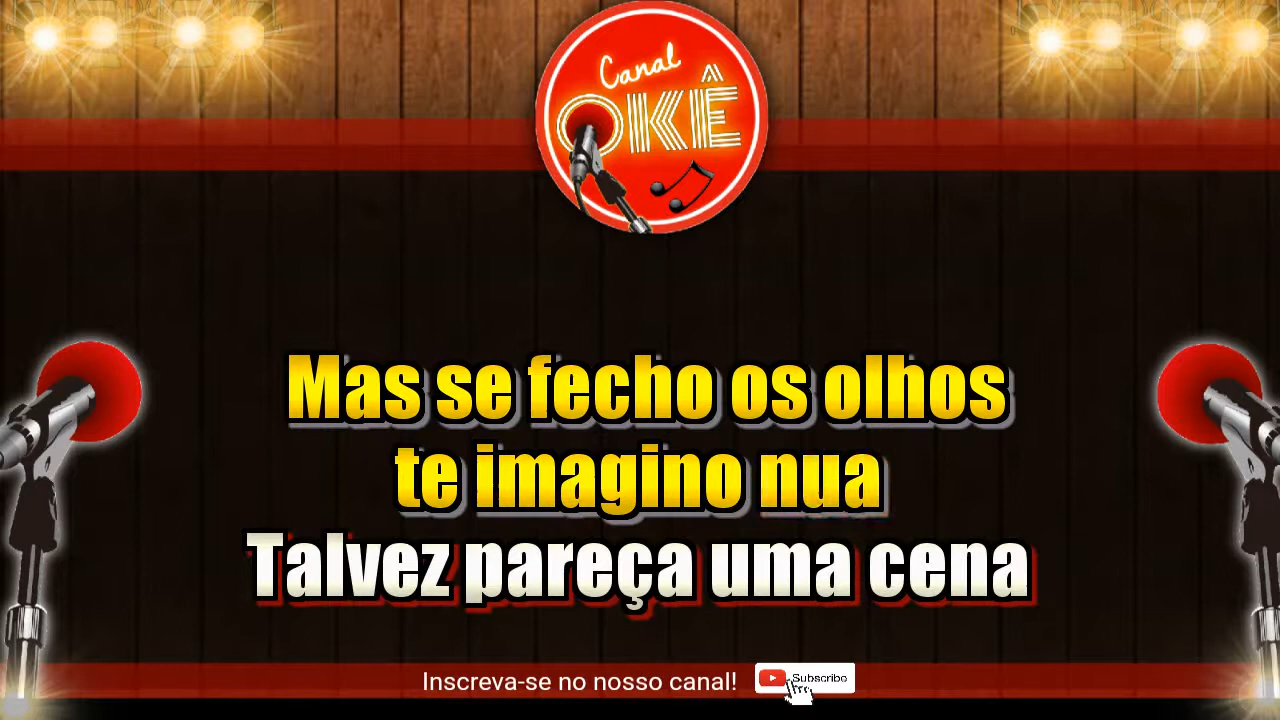 Canal
OKÊ
Mas se fecho os olhos
te imagino nua
Talvez pareça uma cena
Inscreva-se no nosso canal!
Subscribe